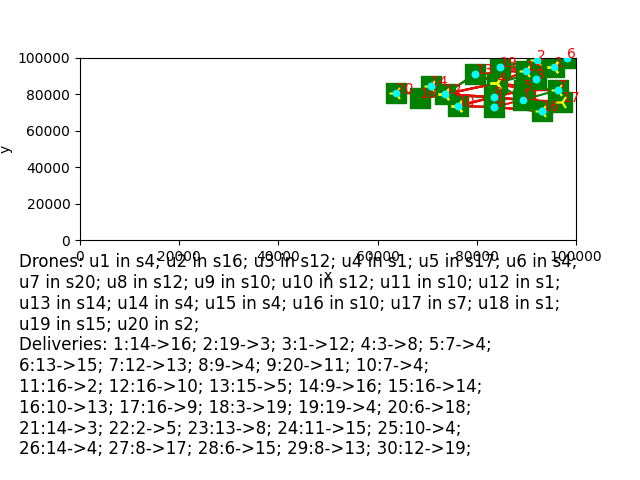 100000
80000
60000
40000
20000
0
y
2
6
0 20000 40000 60000 80000 100000
x
Drones: u1 in s4; u2 in s16; u3 in s12; u4 in s1; u5 in s17; u6 in s4;
u7 in s20; u8 in s12; u9 in s10; u10 in s12; u11 in s10; u12 in s1;
u13 in s14; u14 in s4; u15 in s4; u16 in s10; u17 in s7; u18 in s1;
u19 in s15; u20 in s2;
Deliveries: 1:14->16; 2:19->3; 3:1->12; 4:3->8; 5:7->4;
6:13->15; 7:12->13; 8:9->4; 9:20->11; 10:7->4;
11:16->2; 12:16->10; 13:15->5; 14:9->16; 15:16->14;
16:10->13; 17:16->9; 18:3->19; 19:19->4; 20:6->18;
21:14->3; 22:2->5; 23:13->8; 24:11->15; 25:10->4;
26:14->4; 27:8->17; 28:6->15; 29:8->13; 30:12->19;